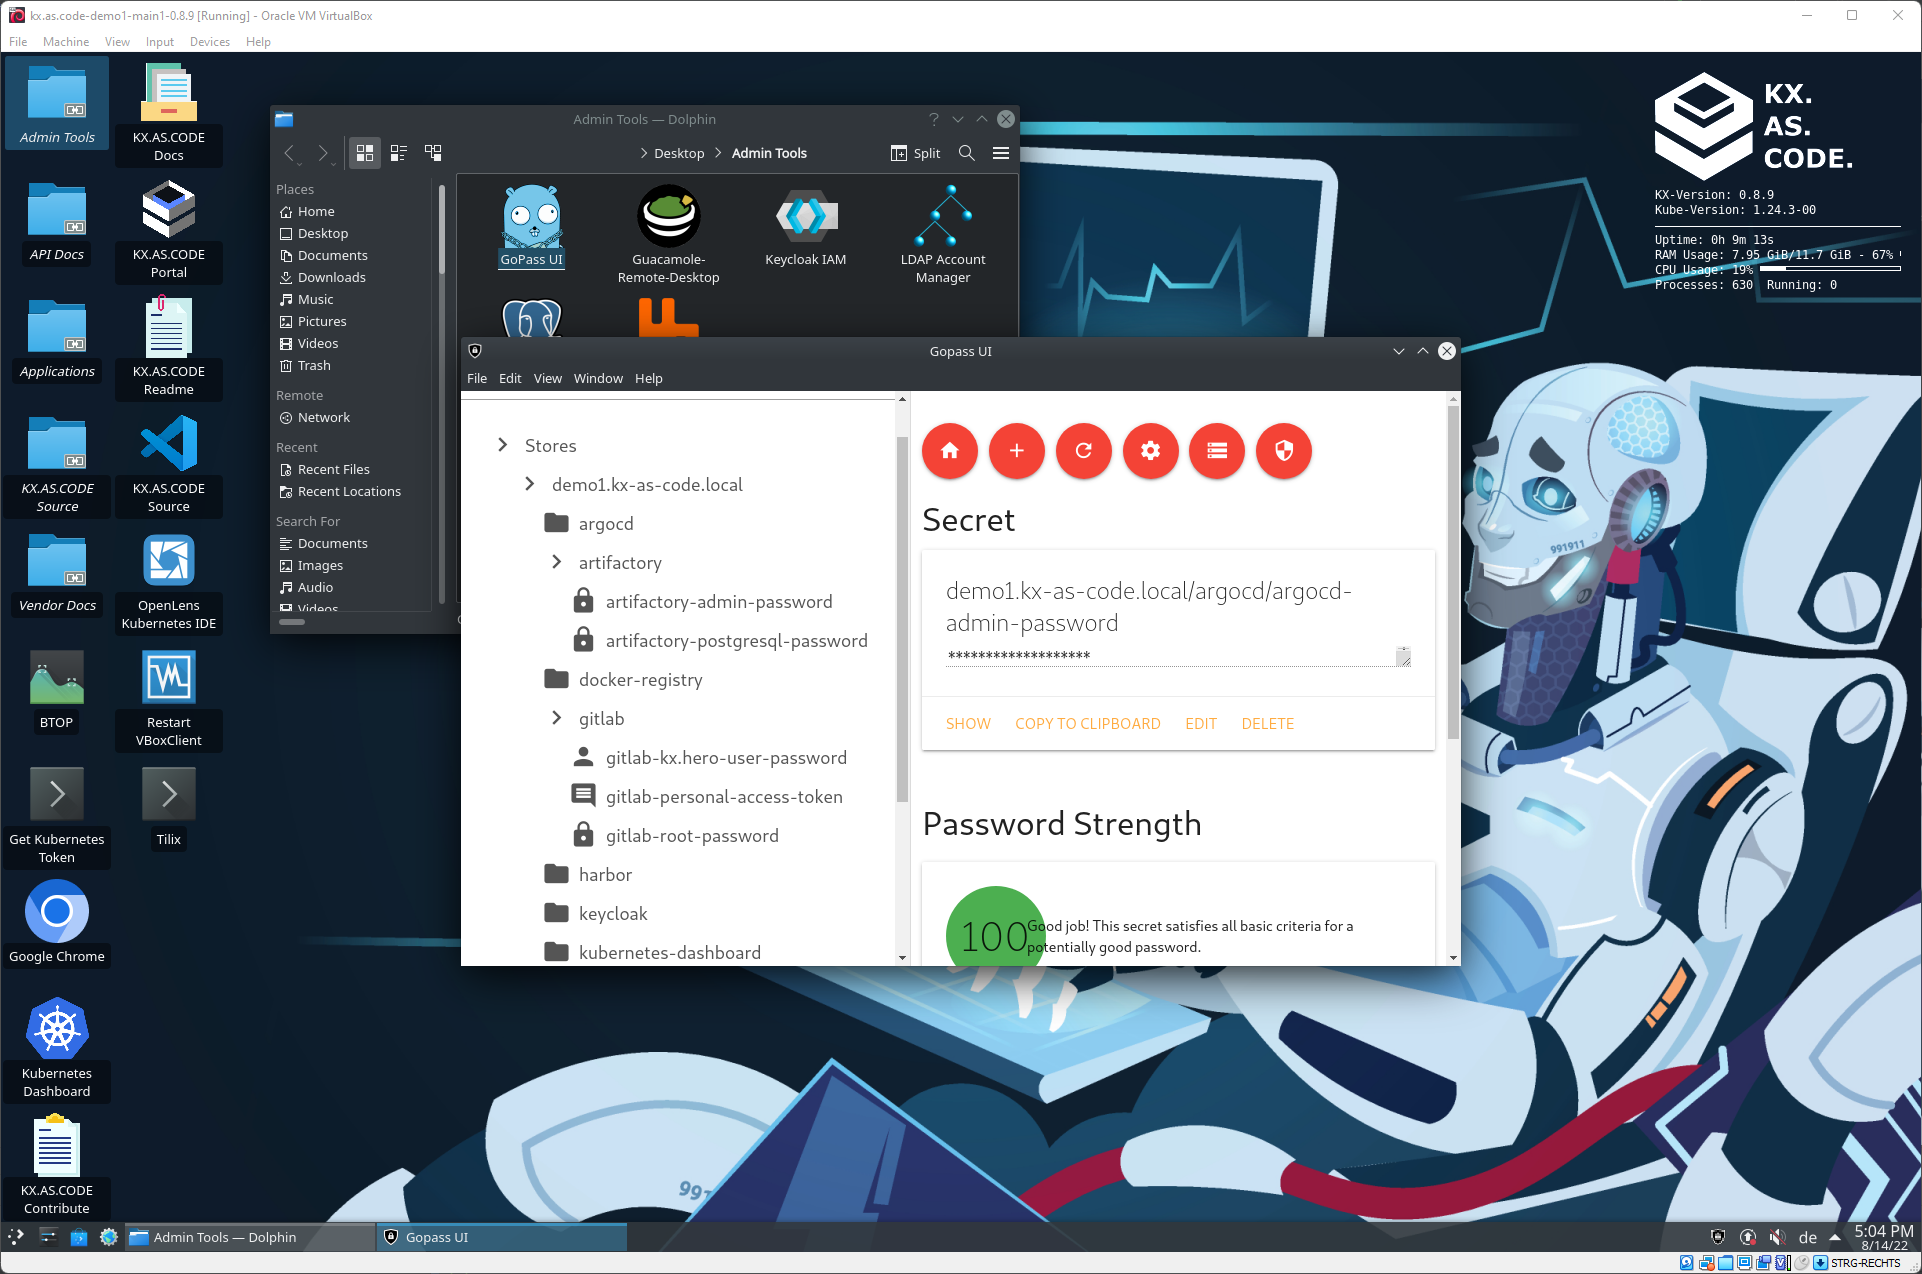 kx.as.code-demo1-main1-0.8.9 [Running] - Oracle VM VirtualBox
File Machine View Input Devices Help
Admin Tools
KX.AS.CODE
Docs
API Docs
KX.AS.CODE
Portal
Applications
KX.AS.CODE
Readme
KX.AS.CODE
Source
KX.AS.CODE
Source
Vendor Docs
OpenLens
Kubernetes IDE
BTOP
Restart
VBoxClient
Get Kubernetes
Token
Tilix
Google Chrome
Kubernetes
Dashboard
KX.AS.CODE
Contribute
Admin Tools — Dolphin
Desktop
Admin Tools
Split
Places
Home
Desktop
Documents
Downloads
Music
Pictures
Videos
Trash
Remote
Network
Recent
Recent Files
Recent Locations
Search For
Documents
Images
Audio
Videos
GoPass UI
Guacamole-
Remote-Desktop
Keycloak IAM
LDAP Account
Manager
Gopass UI
File Edit View Window Help
Stores
demo1.kx-as-code.local
argocd
artifactory
artifactory-admin-password
artifactory-postgresql-password
docker-registry
gitlab
gitlab-kx.hero-user-password
gitlab-personal-access-token
gitlab-root-password
harbor
keycloak
kubernetes-dashboard
Secret
demo1.kx-as-code.local/argocd/argocd-
admin-password
*******************
SHOW COPY TO CLIPBOARD EDIT DELETE
Password Strength
100
Good job! This secret satisfies all basic criteria for a
potentially good password.
KX.
AS.
CODE.
KX-Version: 0.8.9
Kube-Version: 1.24.3-00
Uptime: 0h 9m 13s
RAM Usage: 7.95 GiB/11.7 GiB - 67%
CPU Usage: 19%
Processes: 630 Running: 0
991911
Admin Tools — Dolphin
Gopass UI
de
5:04 PM
8/14/22
STRG-RECHTS